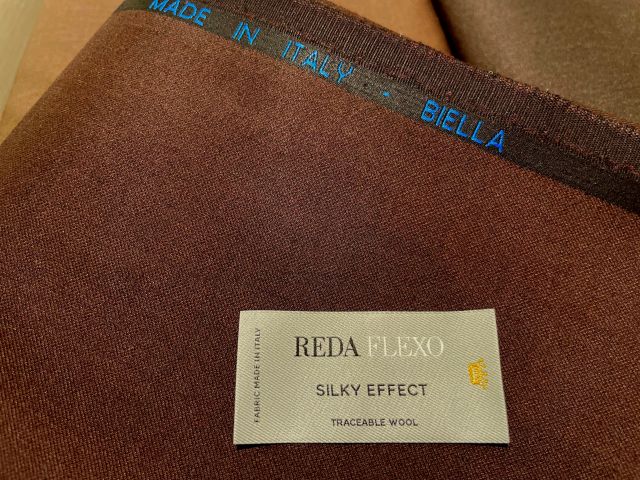 MADE IN ITALY - BIELLA
REDA FLEXO
SILKY EFFECT
TRACEABLE WOOL
FABRIC MADE IN ITALY